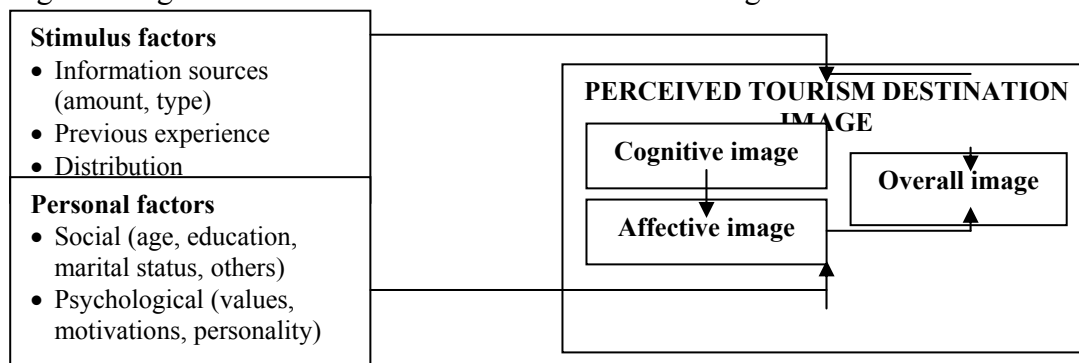 Stimulus factors
• Information sources
(amount, type)
• Previous experience
• Distribution
Personal factors
• Social (age, education,
marital status, others)
• Psychological (values,
motivations, personality)
PERCEIVED TOURISM DESTINATION
IMAGE
Cognitive image
Affective image
Overall image